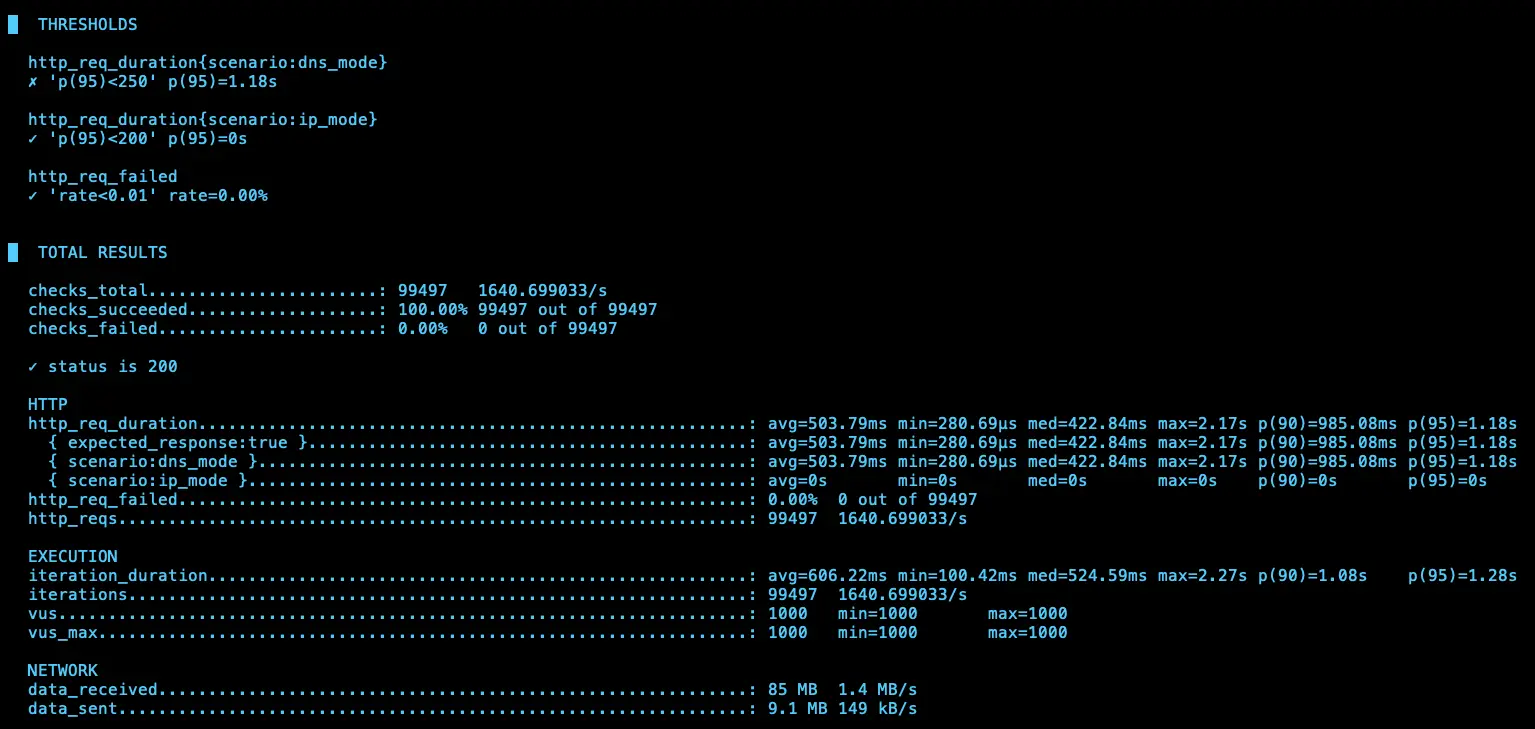 THRESHOLDS
http_req_duration{scenario:dns_mode}
✗ 'p(95)<250' p(95)=1.18s
http_req_duration{scenario:ip_mode}
✓ 'p(95)<200' p(95)=0s
http_req_failed
✓ 'rate<0.01' rate=0.00%
TOTAL RESULTS
checks_total.......................: 99497   1640.699033/s
checks_succeeded...................: 100.00% 99497 out of 99497
checks_failed......................: 0.00%   0 out of 99497
✓ status is 200
HTTP
http_req_duration.......................................................: avg=503.79ms min=280.69µs med=422.84ms max=2.17s p(90)=985.08ms p(95)=1.18s
{ expected_response:true }............................................: avg=503.79ms min=280.69µs med=422.84ms max=2.17s p(90)=985.08ms p(95)=1.18s
{ scenario:dns_mode }.................................................: avg=503.79ms min=280.69µs med=422.84ms max=2.17s p(90)=985.08ms p(95)=1.18s
{ scenario:ip_mode }..................................................: avg=0s       min=0s       med=0s       max=0s    p(90)=0s       p(95)=0s
http_req_failed.........................................................: 0.00%  0 out of 99497
http_reqs...............................................................: 99497  1640.699033/s
EXECUTION
iteration_duration......................................................: avg=606.22ms min=100.42ms med=524.59ms max=2.27s p(90)=1.08s    p(95)=1.28s
iterations..............................................................: 99497  1640.699033/s
vus.....................................................................: 1000   min=1000       max=1000
vus_max.................................................................: 1000   min=1000       max=1000
NETWORK
data_received...........................................................: 85 MB  1.4 MB/s
data_sent...............................................................: 9.1 MB 149 kB/s